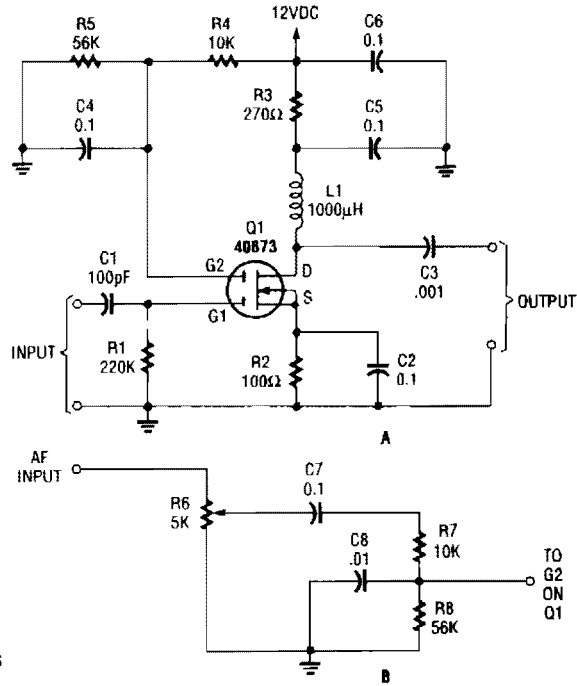 12VDC
R5
56K
R4
10K
C6
0.1
C4
0.1
R3
270Ω
C5
0.1
L1
1000μH
Q1
40673
C1
100pF
G2
D
S
G1
C3
.001
OUTPUT
INPUT
R1
220K
R2
100Ω
C2
0.1
A
AF
INPUT
R6
5K
C7
0.1
C8
.01
R7
10K
R8
56K
TO
G2
ON
Q1
B